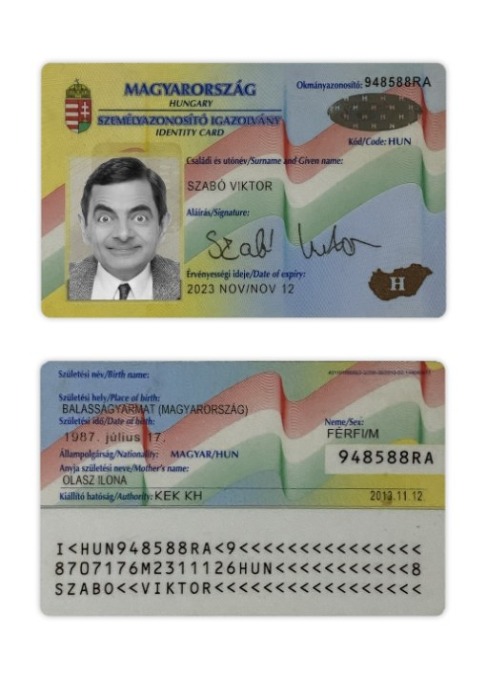 MAGYARORSZÁG
HUNGARY
SZEMÉLYAZONOSÍTÓ IGAZOLVÁNY
IDENTITY CARD
Okmányazonosító: 948588RA
Kód/Code: HUN
Családi és utónév/Surname and Given name:
SZABÓ VIKTOR
Aláírás/Signature:
Szabó Viktor
Érvényességi ideje/Date of expiry:
2023 NOV/NOV 12
H
Születési név/Birth name:
Születési hely/Place of birth:
BALASSAGYARMAT (MAGYARORSZÁG)
Születési idő/Date of birth:
1987. július 17.
Neme/Sex:
FÉRFI/M
Állampolgárság/Nationality: MAGYAR/HUN
948588RA
Anyja születési neve/Mother's name:
OLASZ ILONA
Kiállító hatóság/Authority: KEK KH
2013.11.12
I<HUN948588RA<9<<<<<<<<<<<<<<<
8707176M2311126HUN<<<<<<<<<<<8
SZABO<<VIKTOR<<<<<<<<<<<<<<<<<